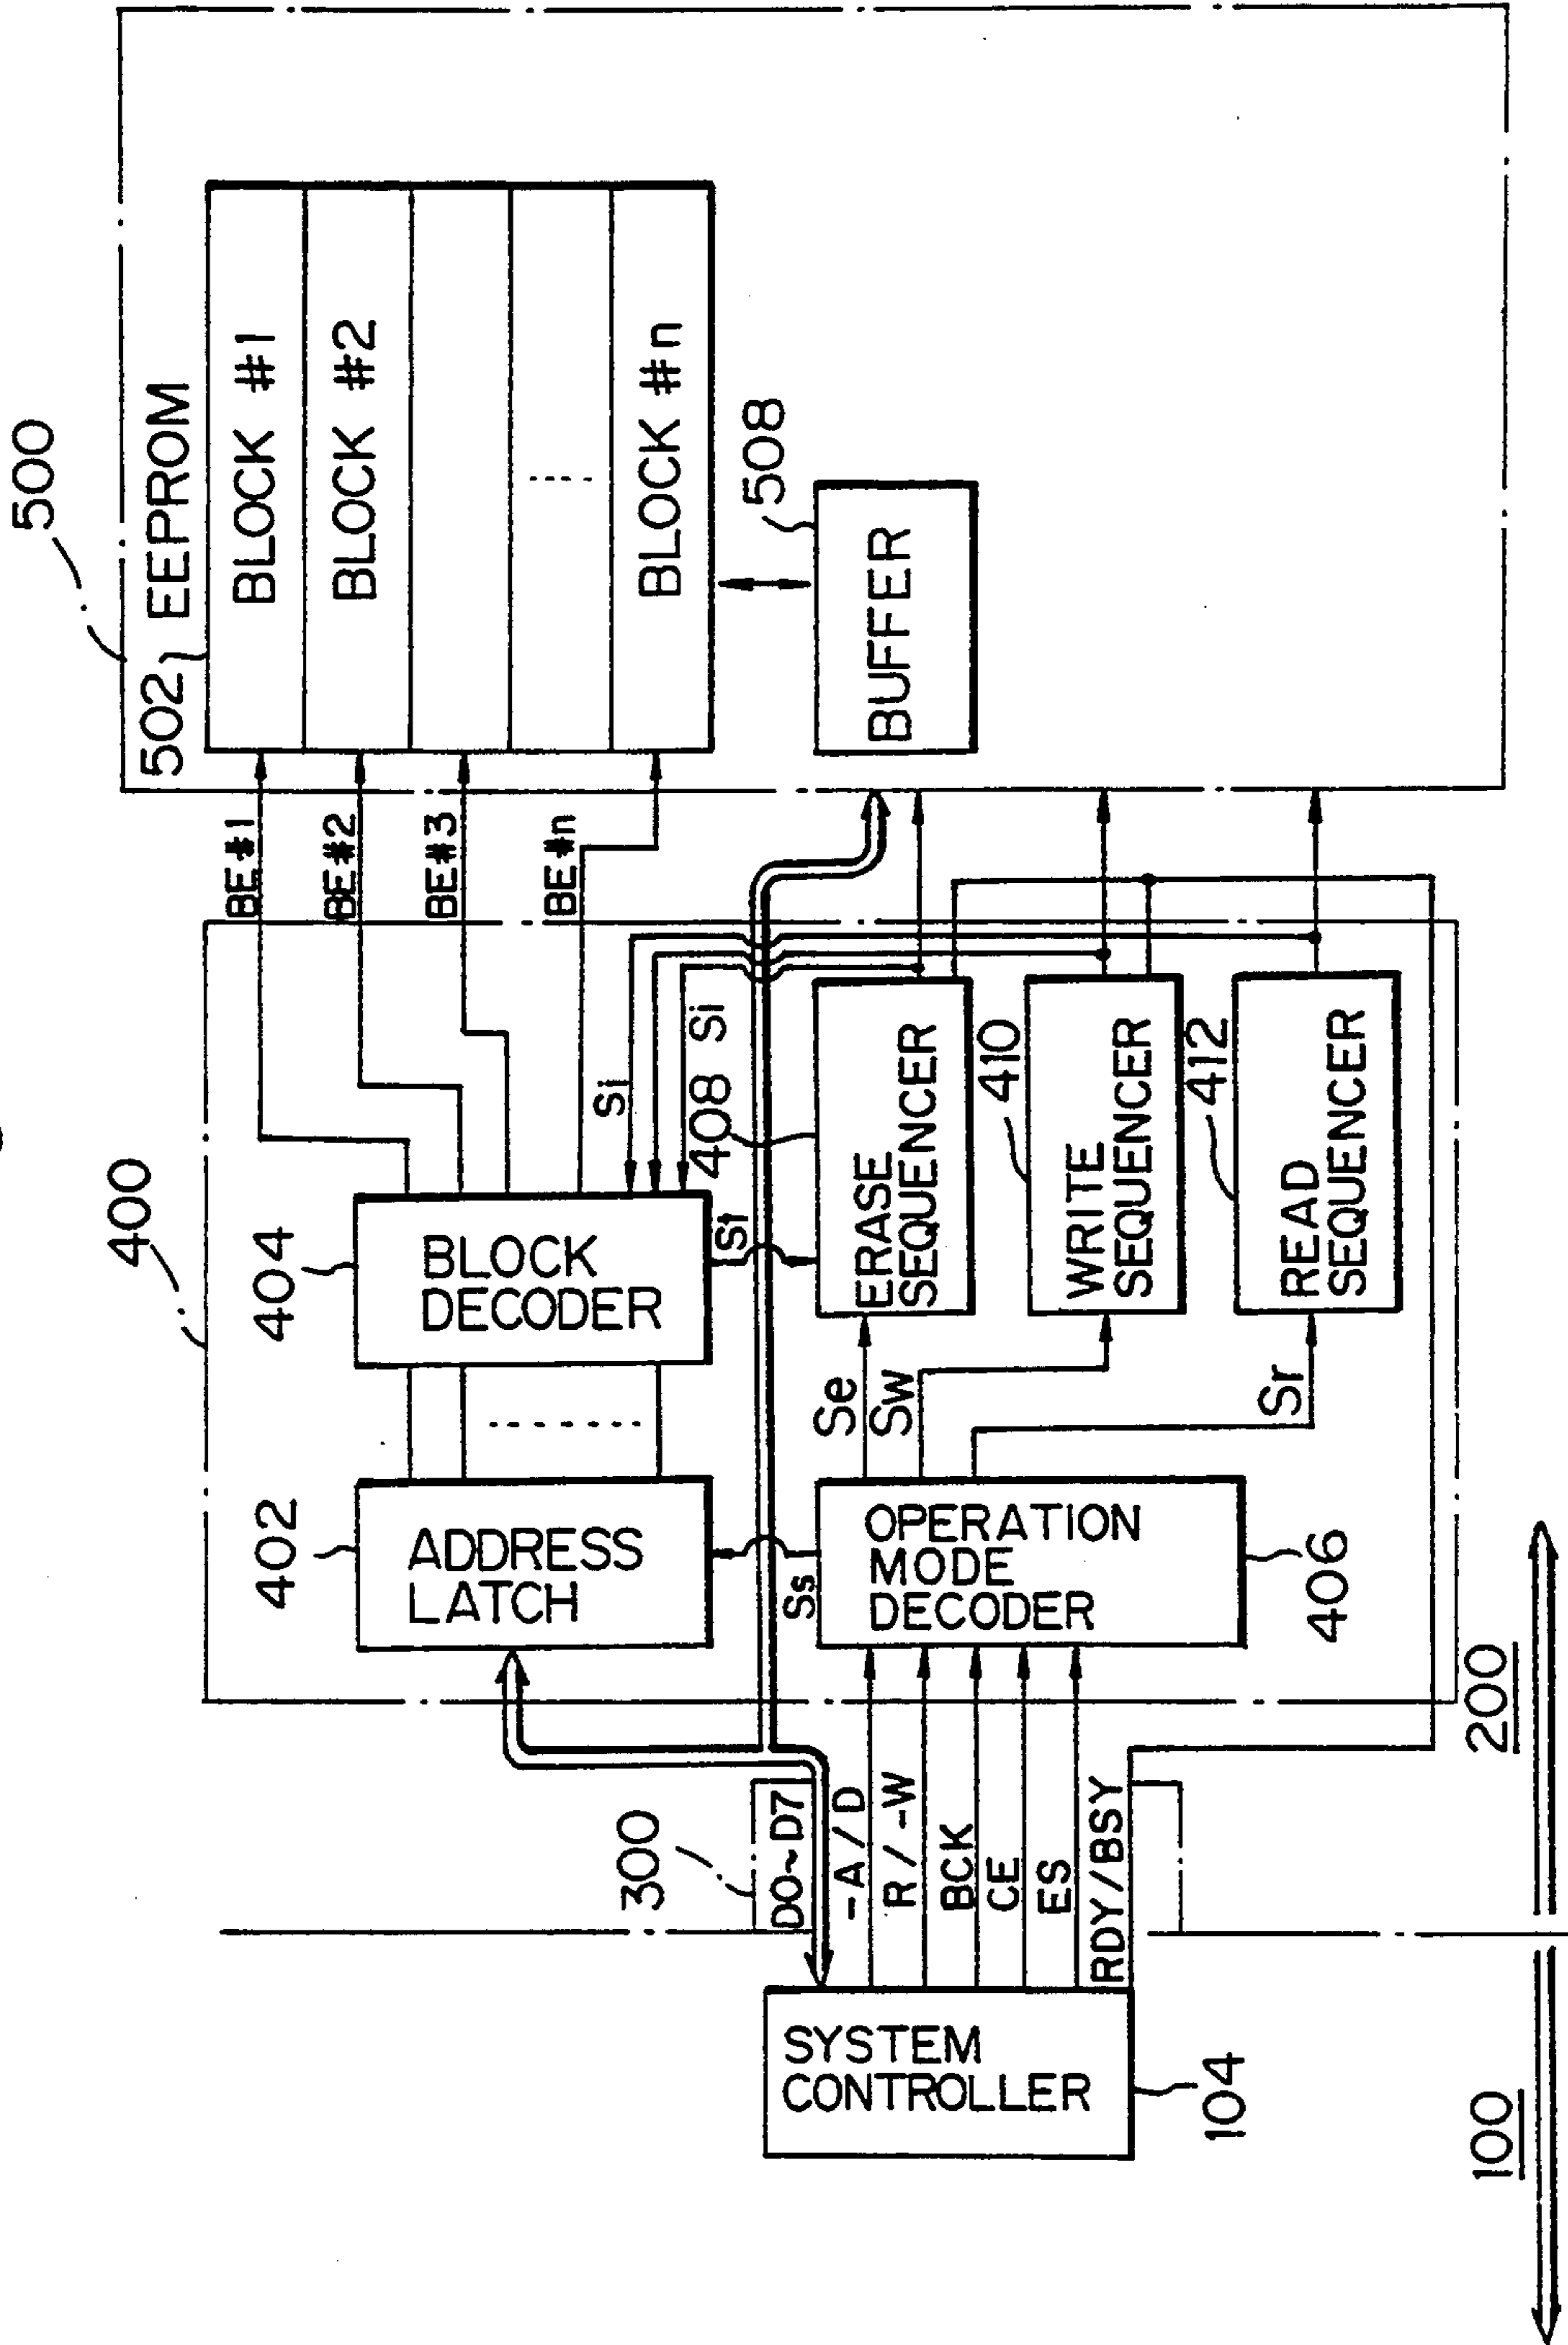 500
502
EEPROM
BLOCK #1
BLOCK #2
BLOCK #n
508
BUFFER
BE#1
BE#2
BE#3
BE#n
400
404
BLOCK
DECODER
Si
Si
St
402
ADDRESS
LATCH
Ss
408
ERASE
SEQUENCER
410
WRITE
SEQUENCER
412
READ
SEQUENCER
Se
Sw
Sr
OPERATION
MODE
DECODER
406
300
D0~D7
-A/D
R/-W
BCK
CE
ES
RDY/BSY
SYSTEM
CONTROLLER
104
100
200